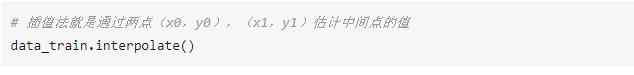 # 插值法就是通过两点（x0，y0），（x1，y1）估计中间点的值
data_train.interpolate()